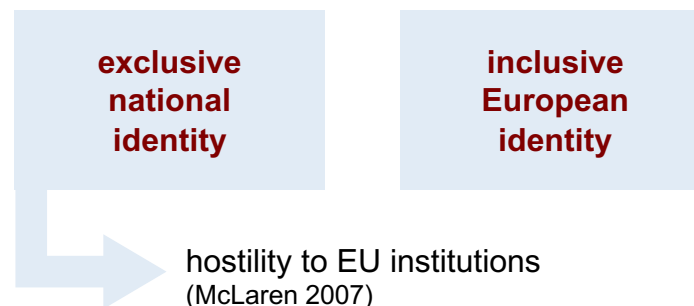 exclusive
national
identity
inclusive
European
identity
hostility to EU institutions
(McLaren 2007)